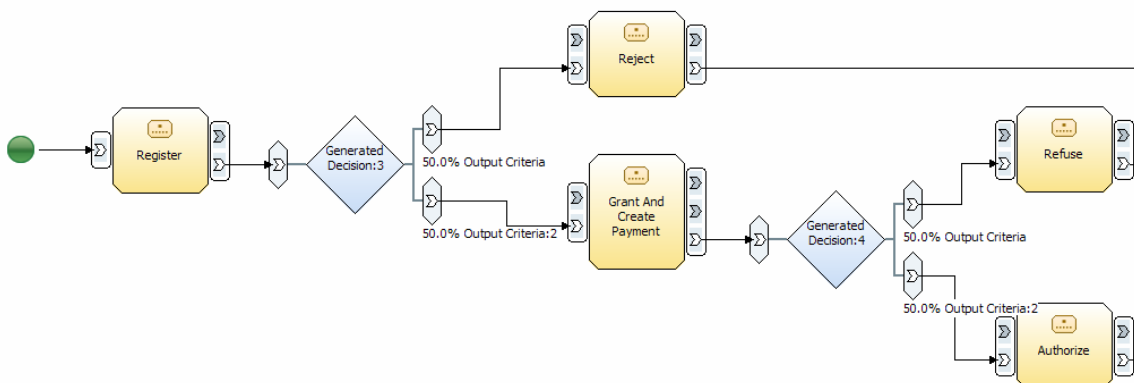 Reject
Register
Generated
Decision:3
50.0% Output Criteria
50.0% Output Criteria:2
Grant And
Create
Payment
Generated
Decision:4
Refuse
50.0% Output Criteria
50.0% Output Criteria:2
Authorize